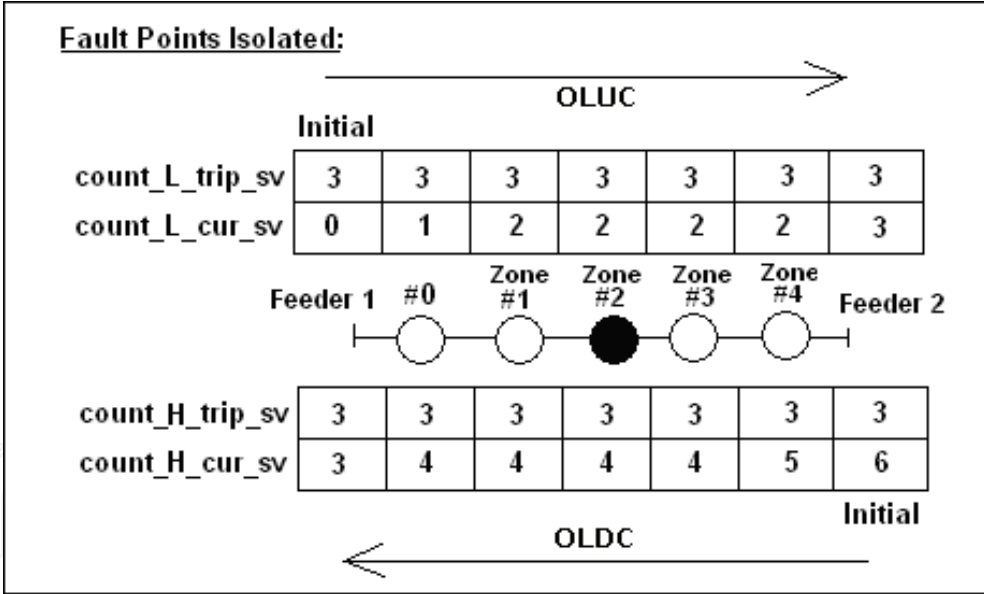 Fault Points Isolated:
OLUC
Initial
count_L_trip_sv 3 3 3 3 3 3 3
count_L_cur_sv 0 1 2 2 2 2 3
Feeder 1 #0 Zone #1 Zone #2 Zone #3 Zone #4 Feeder 2
count_H_trip_sv 3 3 3 3 3 3 3
count_H_cur_sv 3 4 4 4 4 5 6
Initial
OLDC